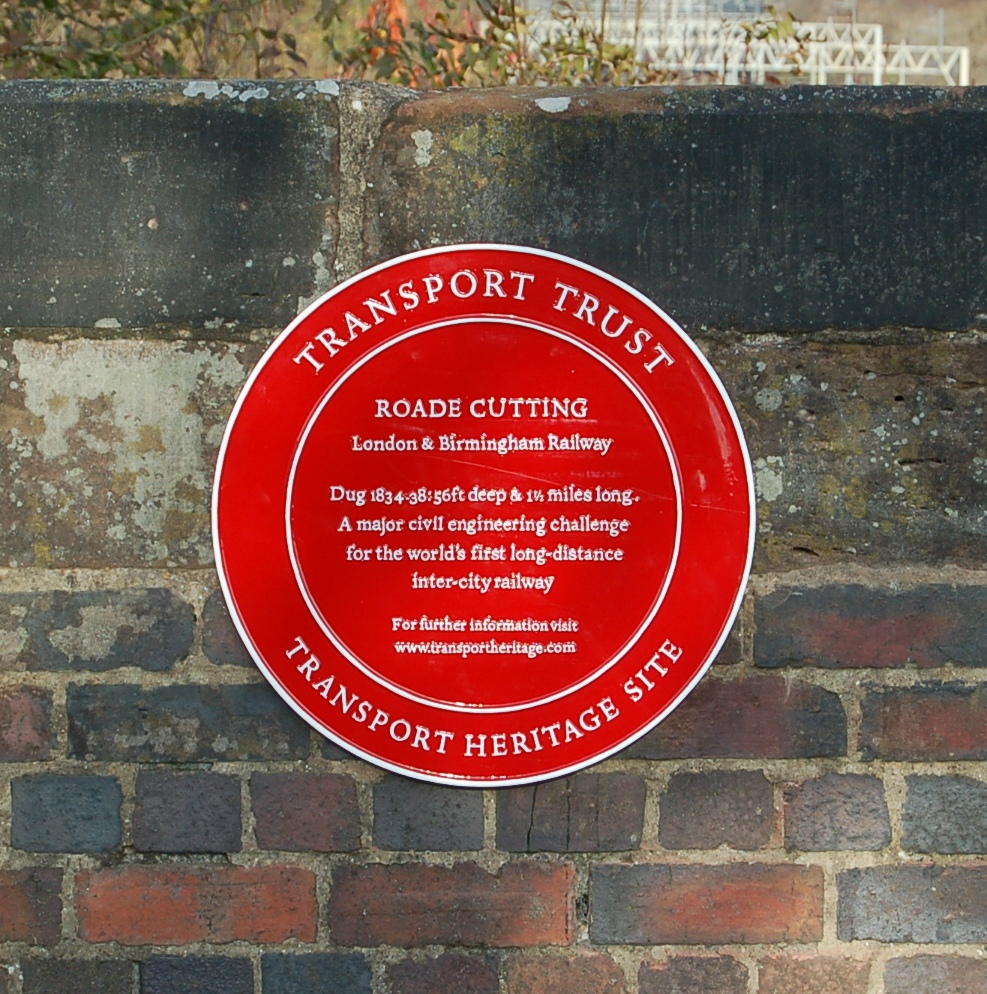 TRANSPORT TRUST
ROADE CUTTING
London & Birmingham Railway
Dug 1834-38: 56ft deep & 1½ miles long.
A major civil engineering challenge
for the world's first long-distance
inter-city railway
For further information visit
www.transportheritage.com
TRANSPORT HERITAGE SITE